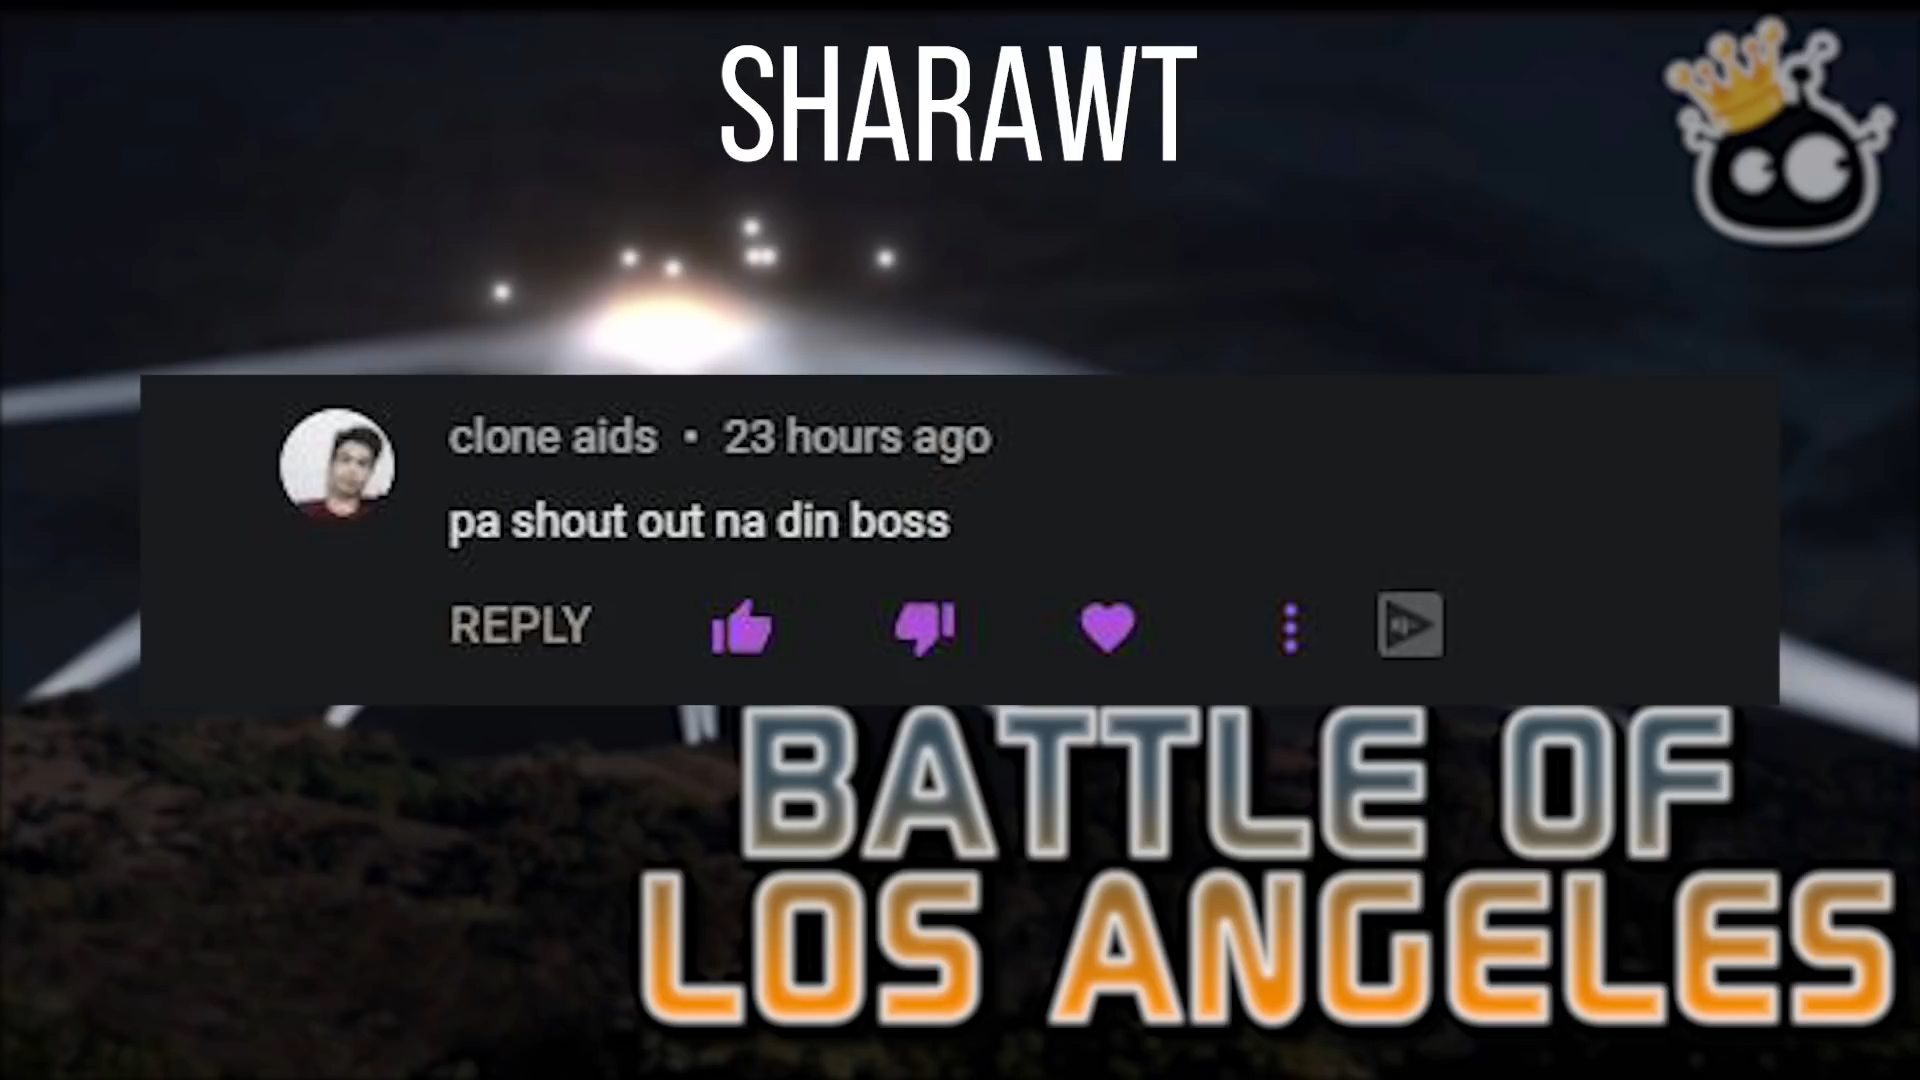 SHARAWT
clone aids • 23 hours ago
pa shout out na din boss
REPLY
BATTLE OF
LOS ANGELES